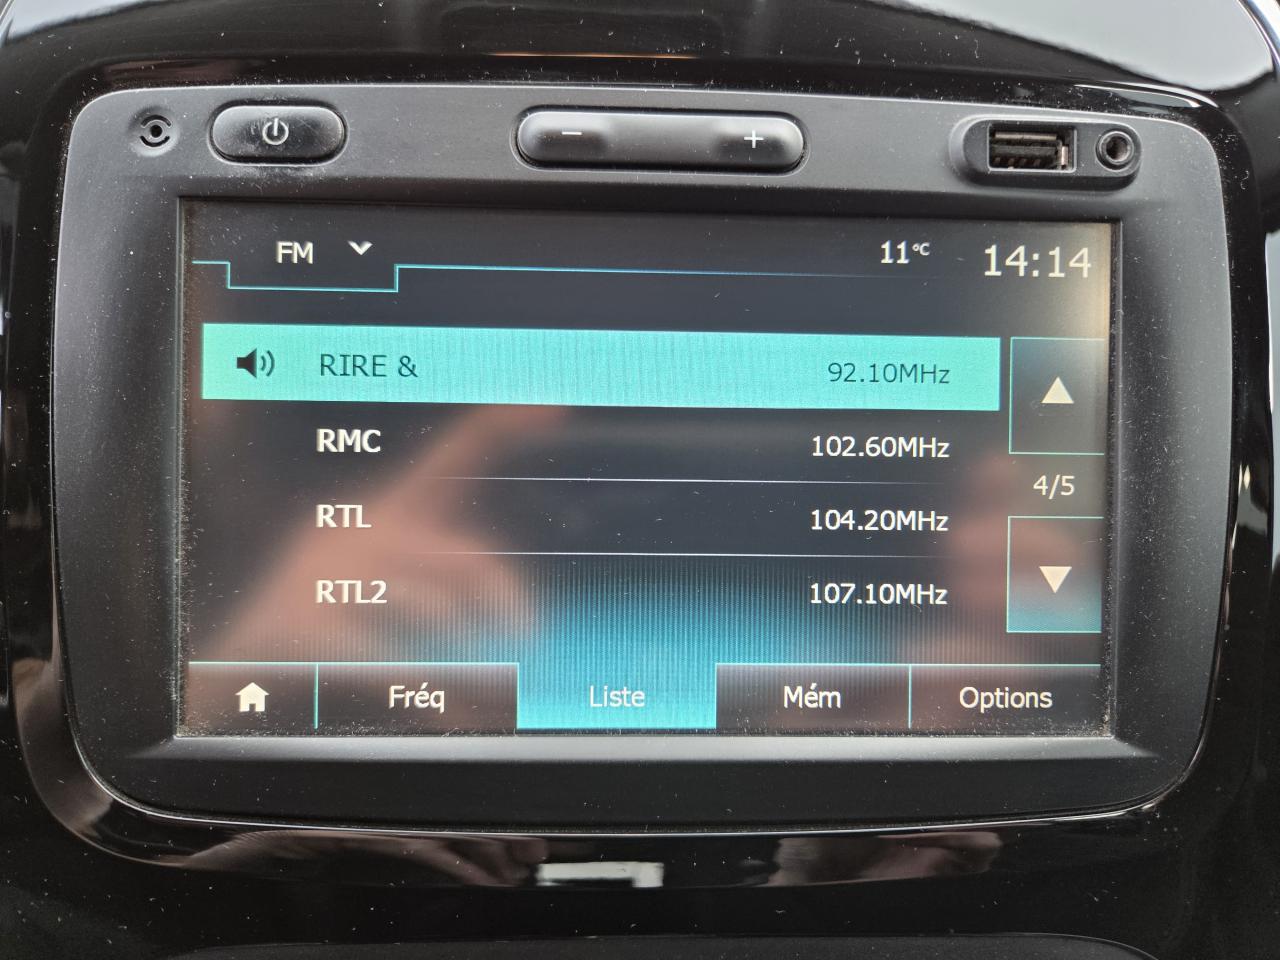 − +
FM 11°C 14:14
RIRE & 92.10MHz
RMC 102.60MHz
4/5
RTL 104.20MHz
RTL2 107.10MHz
Fréq Liste Mém Options